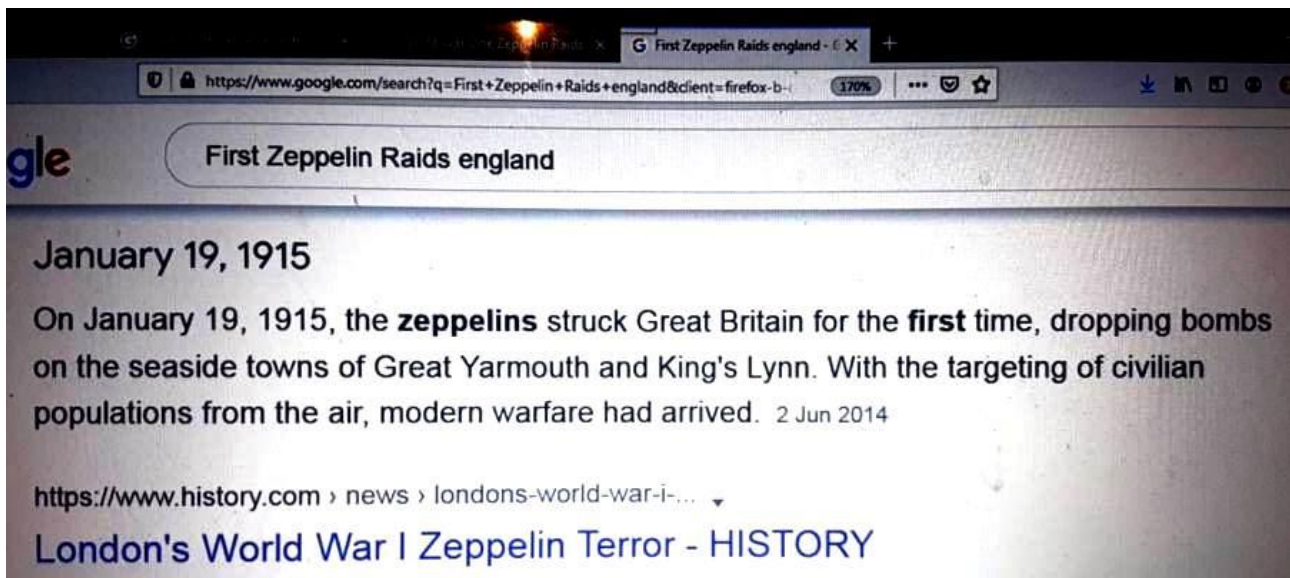 Zeppelin Raids
G First Zeppelin Raids england - G
https://www.google.com/search?q=First+Zeppelin+Raids+england&client=firefox-b-
170%
gle
First Zeppelin Raids england
January 19, 1915
On January 19, 1915, the zeppelins struck Great Britain for the first time, dropping bombs
on the seaside towns of Great Yarmouth and King's Lynn. With the targeting of civilian
populations from the air, modern warfare had arrived. 2 Jun 2014
https://www.history.com › news › londons-world-war-i-...
London's World War I Zeppelin Terror - HISTORY